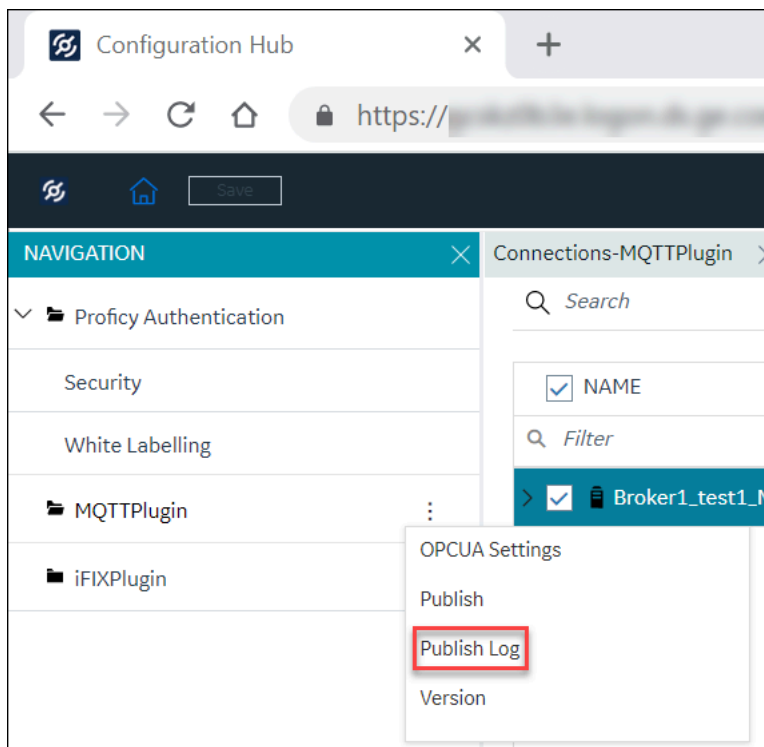 Configuration Hub
https://
Save
NAVIGATION
Connections-MQTTPlugin
Proficy Authentication
Search
Security
NAME
White Labelling
Filter
MQTTPlugin
Broker1_test1_
OPCUA Settings
iFIXPlugin
Publish
Publish Log
Version